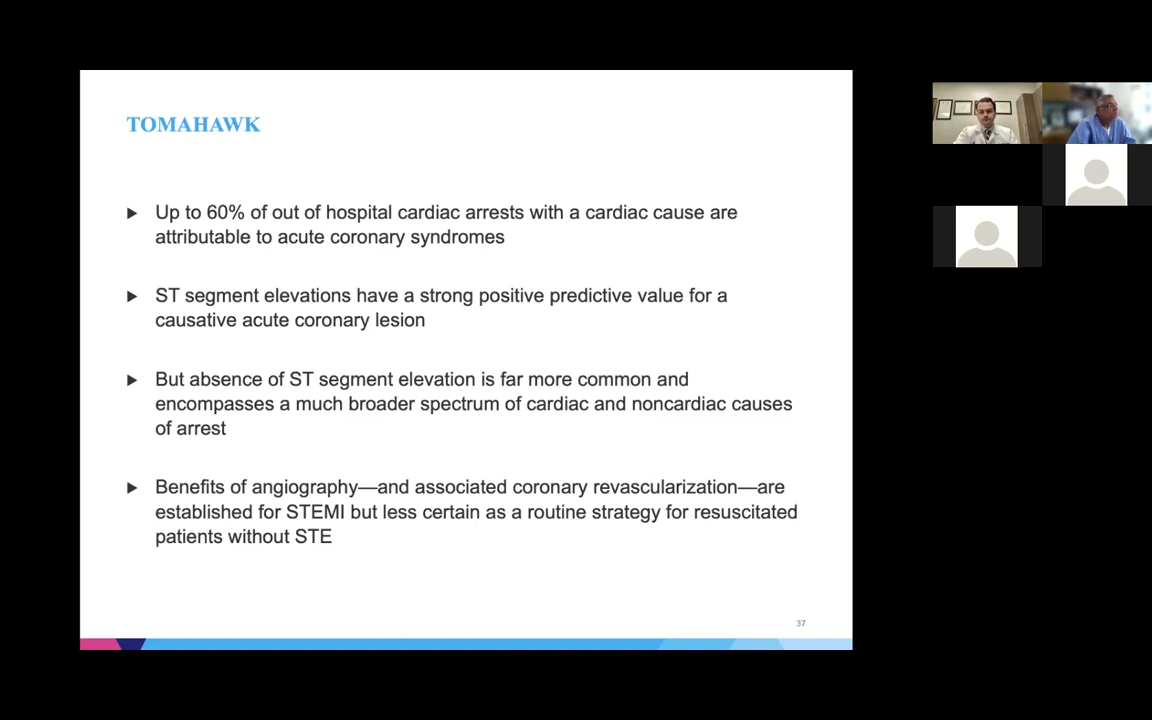 TOMAHAWK
Up to 60% of out of hospital cardiac arrests with a cardiac cause are
attributable to acute coronary syndromes
ST segment elevations have a strong positive predictive value for a
causative acute coronary lesion
But absence of ST segment elevation is far more common and
encompasses a much broader spectrum of cardiac and noncardiac causes
of arrest
Benefits of angiography—and associated coronary revascularization—are
established for STEMI but less certain as a routine strategy for resuscitated
patients without STE
37